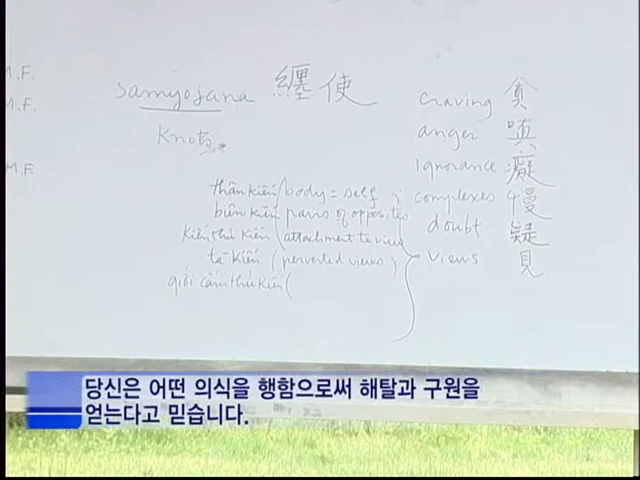 M.F.
M.F.
M.F.
samyojana 纏使
Knots
craving 貪
anger 嗔
ignorance 癡
complexes 慢
doubt 疑
views 見
thân kiến (body = self
biên kiến (pairs of opposites
kiến thủ kiến (attachment to view
tà kiến (perverted views)
giới cấm thủ kiến (
당신은 어떤 의식을 행함으로써 해탈과 구원을
얻는다고 믿습니다.